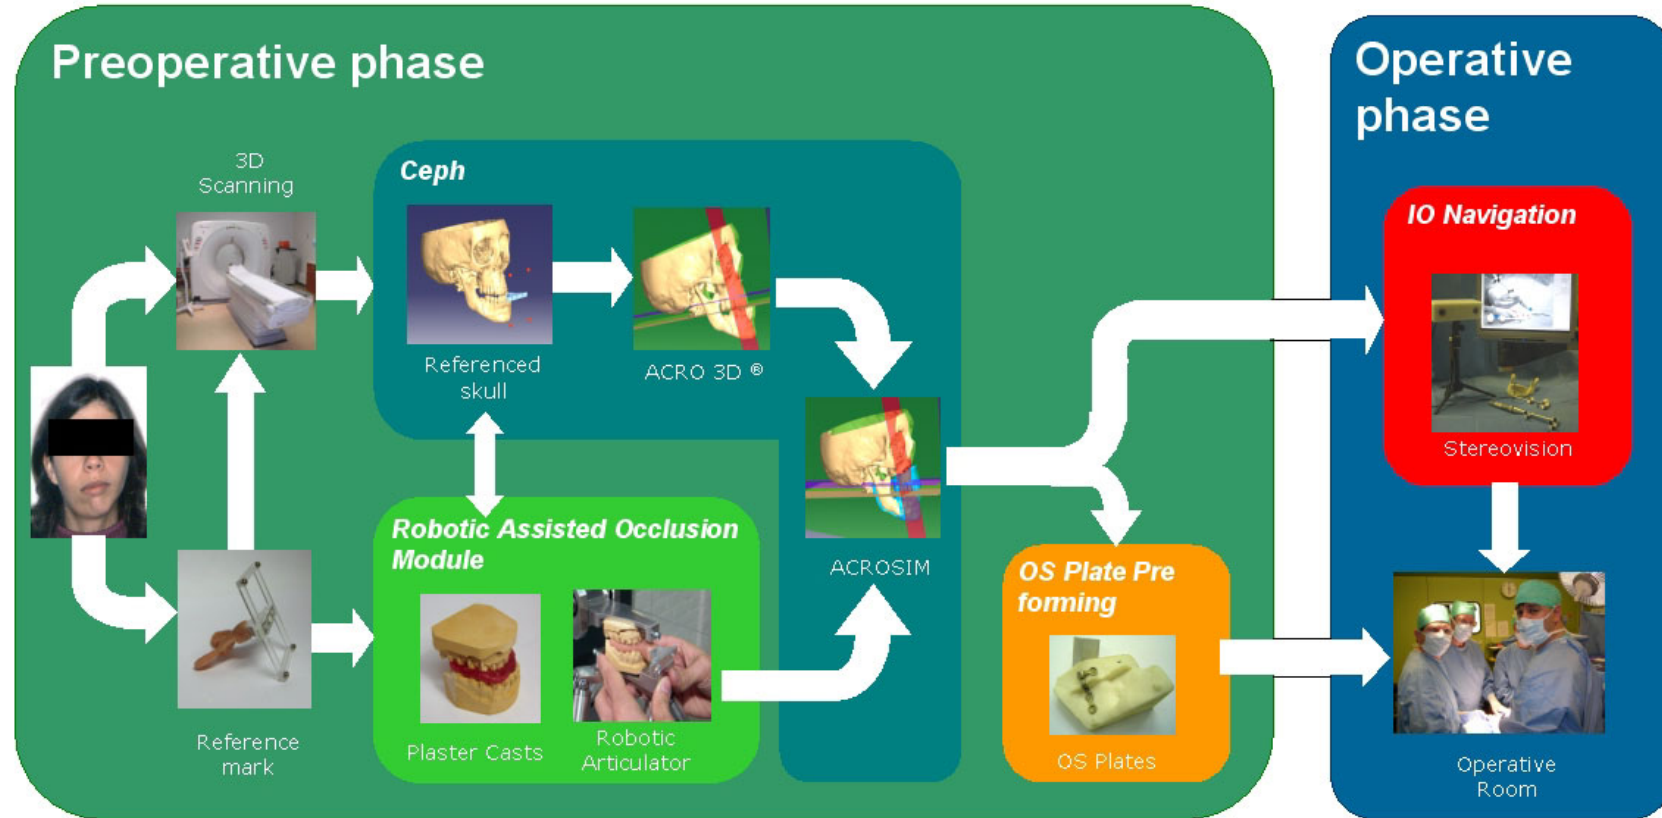 Preoperative phase
Operative
phase
3D
Scanning
Ceph
Referenced
skull
ACRO 3D ®
ACROSIM
Reference
mark
Robotic Assisted Occlusion
Module
Plaster Casts
Robotic
Articulator
OS Plate Pre
forming
OS Plates
IO Navigation
Stereovision
Operative
Room